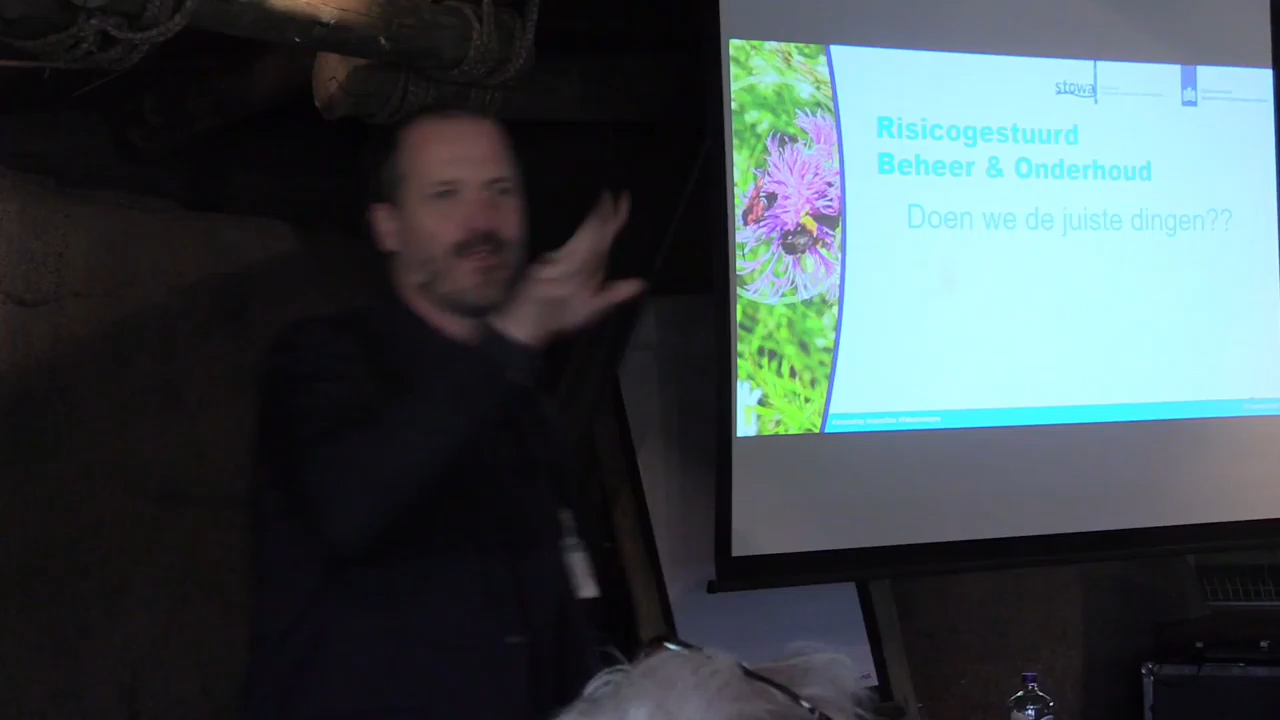 stowa
Risicogestuurd
Beheer & Onderhoud
Doen we de juiste dingen??